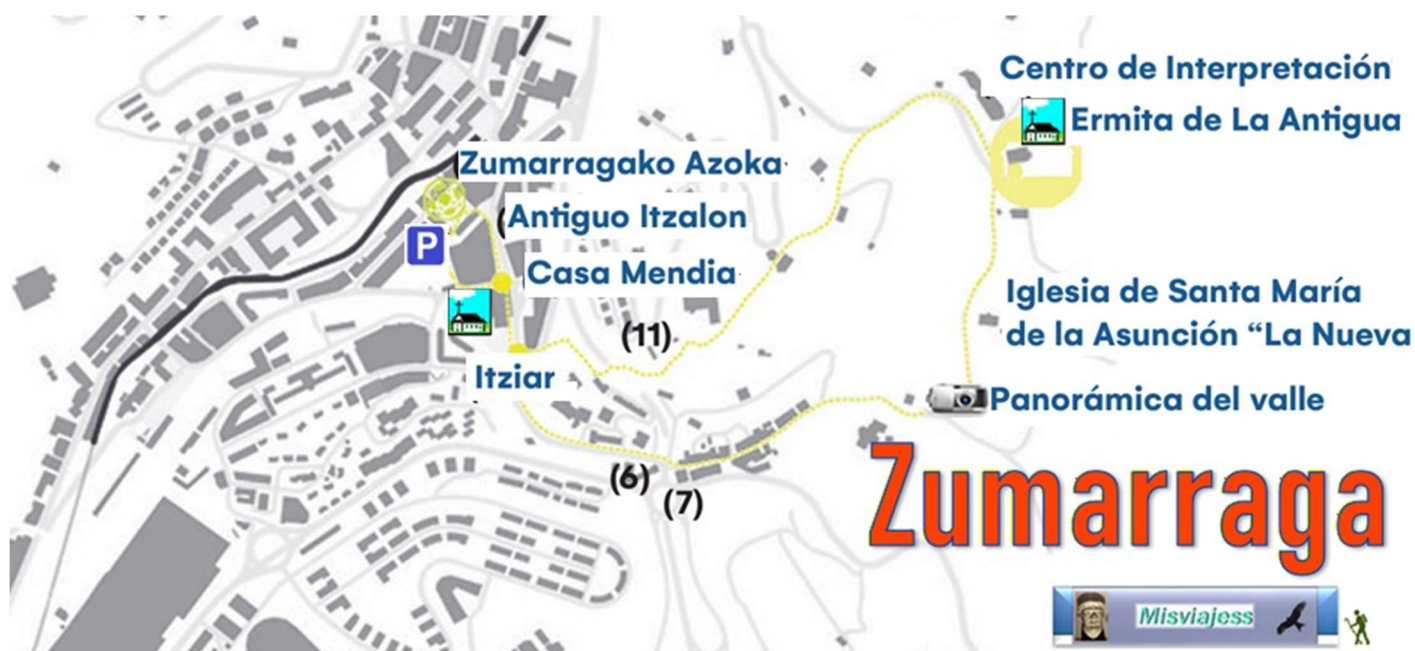 Centro de Interpretación
Ermita de La Antigua
Zumarragako Azoka
Antiguo Itzalon
P
Casa Mendia
Iglesia de Santa María
de la Asunción “La Nueva
(11)
Itziar
Panorámica del valle
(6)
(7)
Zumarraga
Misviajess